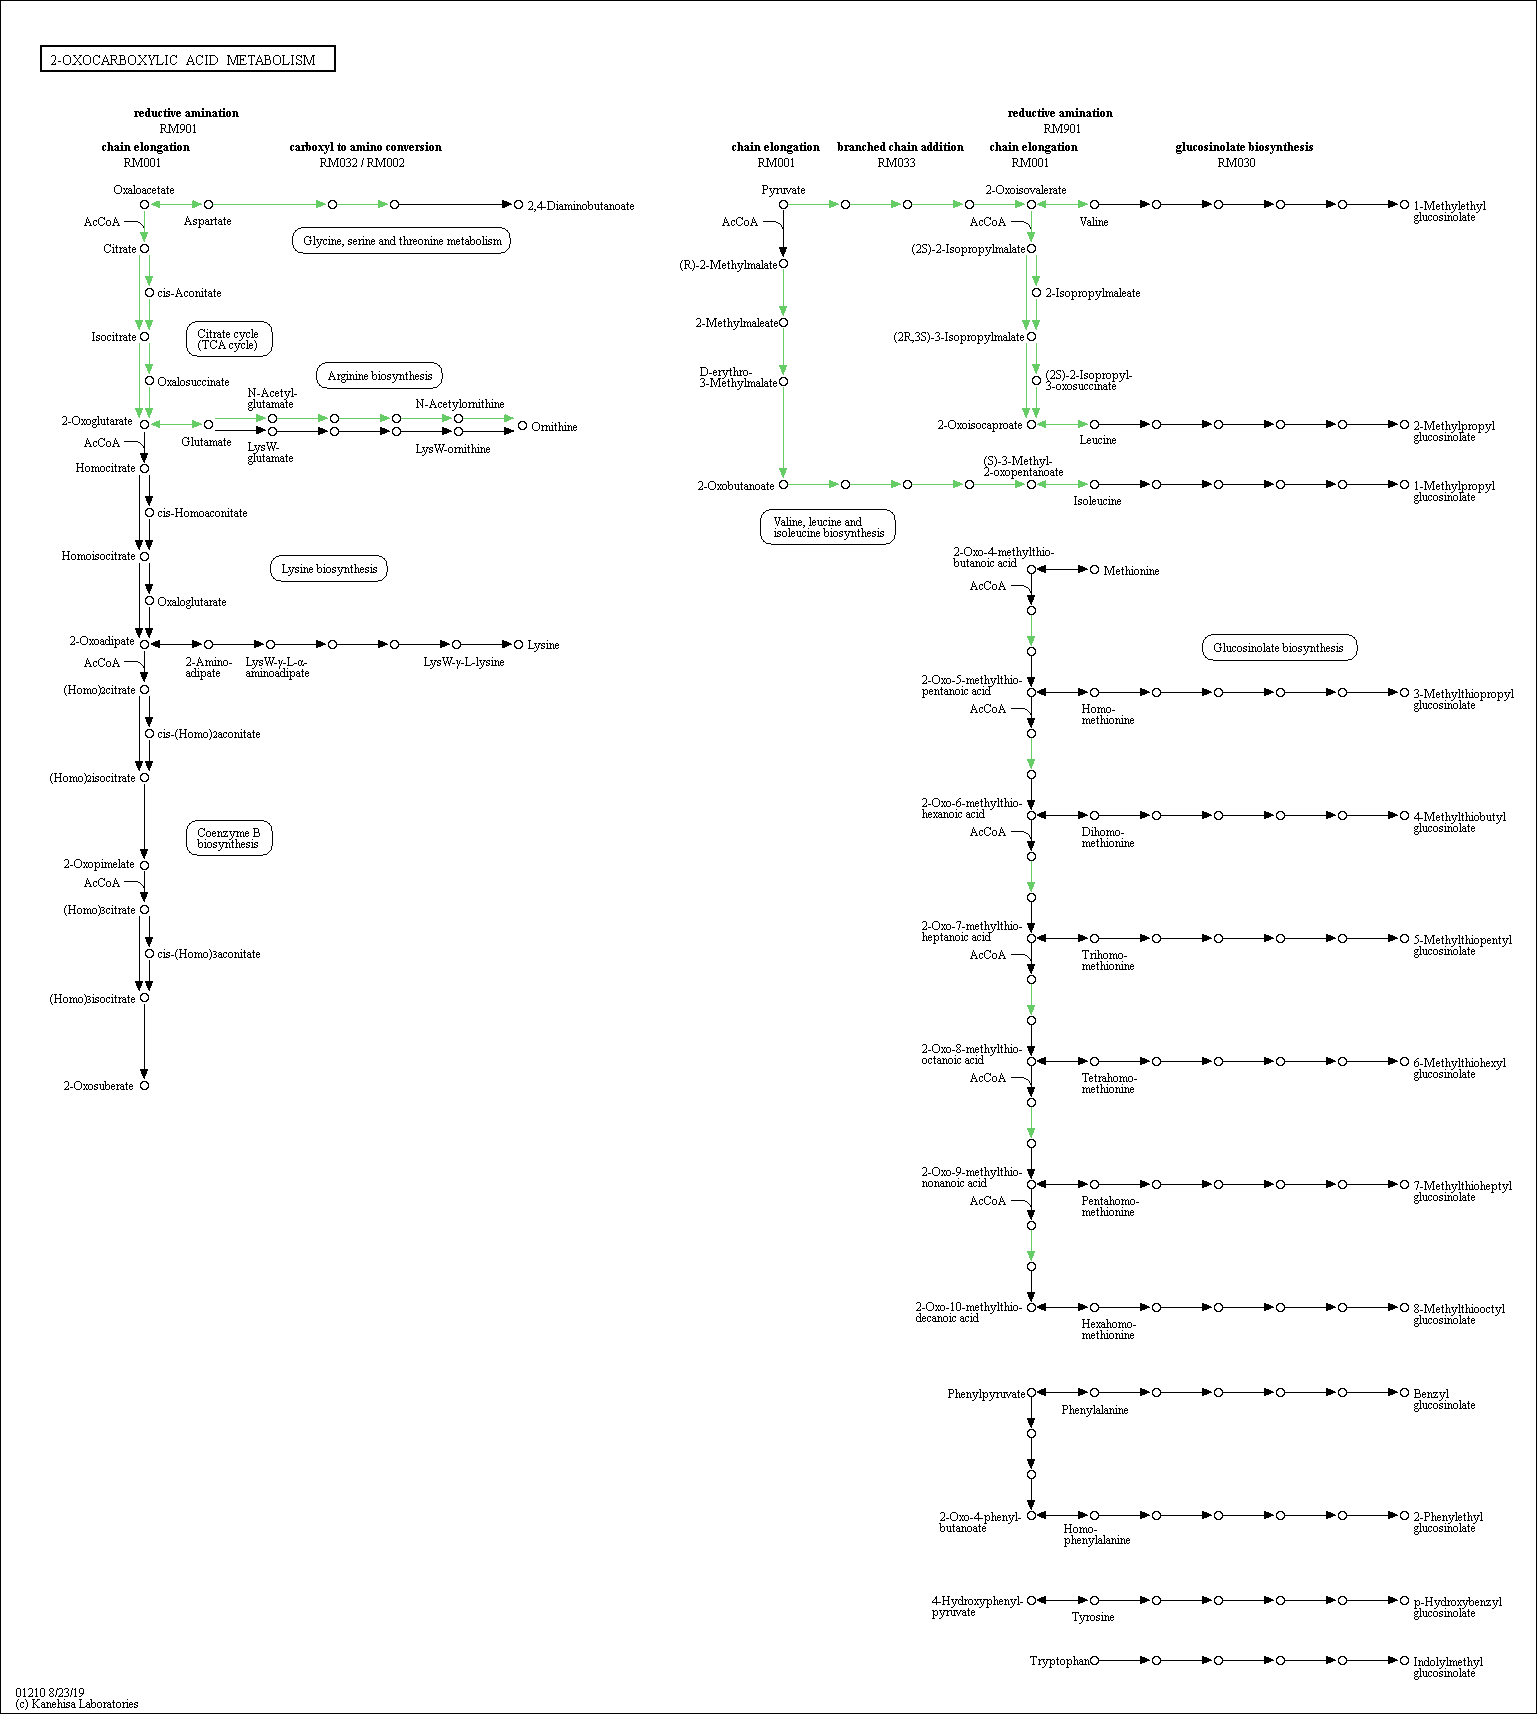 2-OXOCARBOXYLIC ACID METABOLISM
reductive amination
RM901
chain elongation
RM001
carboxyl to amino conversion
RM032 / RM002
Oxaloacetate
AcCoA
Aspartate
2,4-Diaminobutanoate
Glycine, serine and threonine metabolism
Citrate
cis-Aconitate
Isocitrate
Citrate cycle
(TCA cycle)
Oxalosuccinate
Arginine biosynthesis
2-Oxoglutarate
Glutamate
N-Acetyl-
glutamate
N-Acetylornithine
Ornithine
LysW-
glutamate
LysW-ornithine
AcCoA
Homocitrate
cis-Homoaconitate
Homoisocitrate
Lysine biosynthesis
Oxaloglutarate
2-Oxoadipate
2-Amino-
adipate
LysW-γ-L-α-
aminoadipate
LysW-γ-L-lysine
Lysine
AcCoA
(Homo)2citrate
cis-(Homo)2aconitate
(Homo)2isocitrate
Coenzyme B
biosynthesis
2-Oxopimelate
AcCoA
(Homo)3citrate
cis-(Homo)3aconitate
(Homo)3isocitrate
2-Oxosuberate
reductive amination
RM901
chain elongation
RM001
branched chain addition
RM033
chain elongation
RM001
glucosinolate biosynthesis
RM030
Pyruvate
AcCoA
(R)-2-Methylmalate
2-Methylmaleate
D-erythro-
3-Methylmalate
2-Oxobutanoate
Valine, leucine and
isoleucine biosynthesis
2-Oxoisovalerate
AcCoA
Valine
1-Methylethyl
glucosinolate
(2S)-2-Isopropylmalate
2-Isopropylmaleate
(2R,3S)-3-Isopropylmalate
(2S)-2-Isopropyl-
3-oxosuccinate
2-Oxoisocaproate
Leucine
2-Methylpropyl
glucosinolate
(S)-3-Methyl-
2-oxopentanoate
Isoleucine
1-Methylpropyl
glucosinolate
2-Oxo-4-methylthio-
butanoic acid
Methionine
AcCoA
Glucosinolate biosynthesis
2-Oxo-5-methylthio-
pentanoic acid
AcCoA
Homo-
methionine
3-Methylthiopropyl
glucosinolate
2-Oxo-6-methylthio-
hexanoic acid
AcCoA
Dihomo-
methionine
4-Methylthiobutyl
glucosinolate
2-Oxo-7-methylthio-
heptanoic acid
AcCoA
Trihomo-
methionine
5-Methylthiopentyl
glucosinolate
2-Oxo-8-methylthio-
octanoic acid
AcCoA
Tetrahomo-
methionine
6-Methylthiohexyl
glucosinolate
2-Oxo-9-methylthio-
nonanoic acid
AcCoA
Pentahomo-
methionine
7-Methylthioheptyl
glucosinolate
2-Oxo-10-methylthio-
decanoic acid
Hexahomo-
methionine
8-Methylthiooctyl
glucosinolate
Phenylpyruvate
Phenylalanine
Benzyl
glucosinolate
2-Oxo-4-phenyl-
butanoate
Homo-
phenylalanine
2-Phenylethyl
glucosinolate
4-Hydroxyphenyl-
pyruvate
Tyrosine
p-Hydroxybenzyl
glucosinolate
Tryptophan
Indolylmethyl
glucosinolate
01210 8/23/19
(c) Kanehisa Laboratories